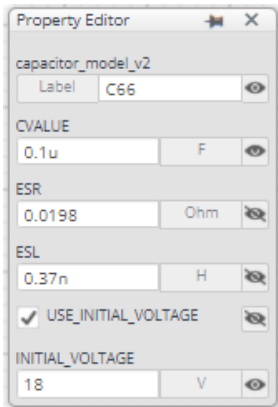 Property Editor
capacitor_model_v2
Label C66
CVALUE
0.1u F
ESR
0.0198 Ohm
ESL
0.37n H
USE_INITIAL_VOLTAGE
INITIAL_VOLTAGE
18 V